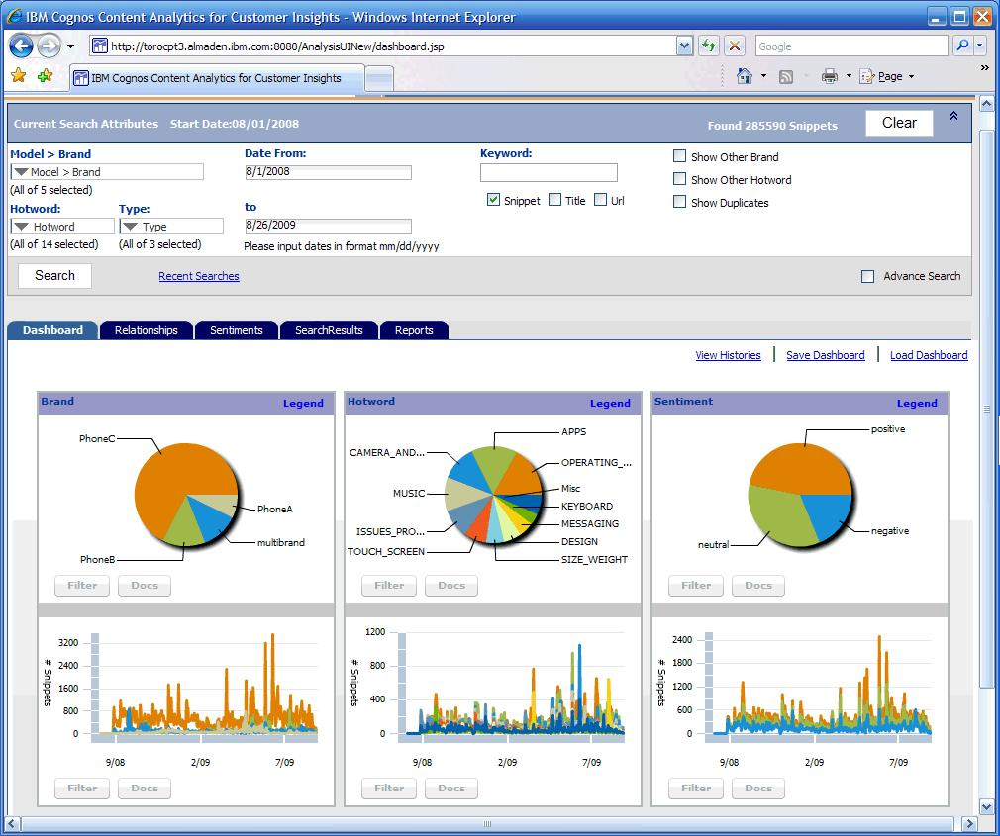 IBM Cognos Content Analytics for Customer Insights - Windows Internet Explorer
http://torocpt3.almaden.ibm.com:8080/AnalysisUINew/dashboard.jsp
Google
IBM Cognos Content Analytics for Customer Insights
Page
Current Search Attributes Start Date:08/01/2008
Found 285590 Snippets
Clear
Model > Brand
Date From:
Keyword:
Show Other Brand
Model > Brand
8/1/2008
(All of 5 selected)
Show Other Hotword
Snippet Title Url
Show Duplicates
Hotword: Type:
to
Hotword Type
8/26/2009
(All of 14 selected) (All of 3 selected)
Please input dates in format mm/dd/yyyy
Search
Recent Searches
Advance Search
Dashboard Relationships Sentiments SearchResults Reports
View Histories Save Dashboard Load Dashboard
Brand Legend
PhoneC
PhoneA
multibrand
PhoneB
Filter Docs
# Snippets
3200
2400
1600
800
0
9/08 2/09 7/09
Filter Docs
Hotword Legend
APPS
CAMERA_AND...
OPERATING_...
MUSIC
Misc
KEYBOARD
MESSAGING
ISSUES_PRO...
DESIGN
TOUCH_SCREEN
SIZE_WEIGHT
Filter Docs
# Snippets
1200
800
400
0
9/08 2/09 7/09
Filter Docs
Sentiment Legend
positive
negative
neutral
Filter Docs
# Snippets
2400
1800
1200
600
0
9/08 2/09 7/09
Filter Docs